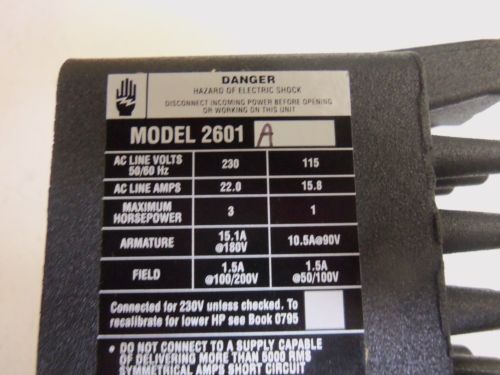 DANGER
HAZARD OF ELECTRIC SHOCK
DISCONNECT INCOMING POWER BEFORE OPENING
OR WORKING ON THIS UNIT
MODEL 2601 A
AC LINE VOLTS 50/60 Hz 230 115
AC LINE AMPS 22.0 15.8
MAXIMUM HORSEPOWER 3 1
ARMATURE 15.1A @180V 10.5A@90V
FIELD 1.5A @100/200V 1.5A @50/100V
Connected for 230V unless checked. To
recalibrate for lower HP see Book 0795
• DO NOT CONNECT TO A SUPPLY CAPABLE
OF DELIVERING MORE THAN 5000 RMS
SYMMETRICAL AMPS SHORT CIRCUIT